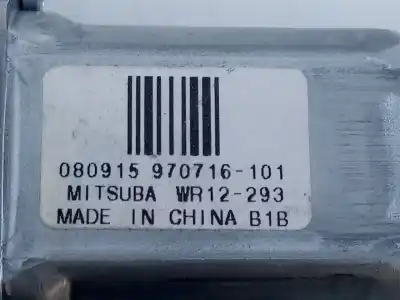 080915 970716-101
MITSUBA WR12-293
MADE IN CHINA B1B